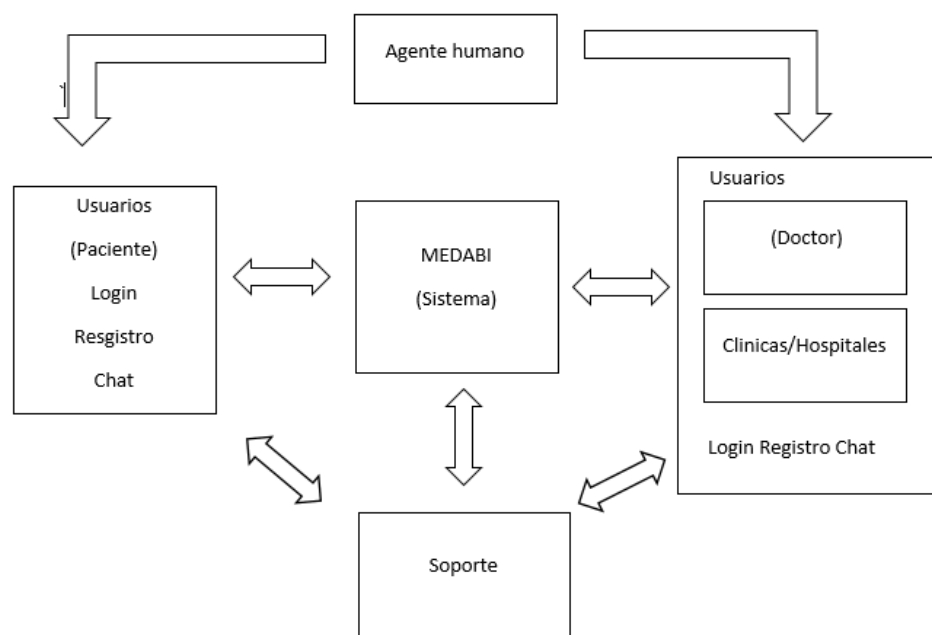 Agente humano
Usuarios
(Paciente)
Login
Resgistro
Chat
MEDABI
(Sistema)
Usuarios
(Doctor)
Clinicas/Hospitales
Login Registro Chat
Soporte